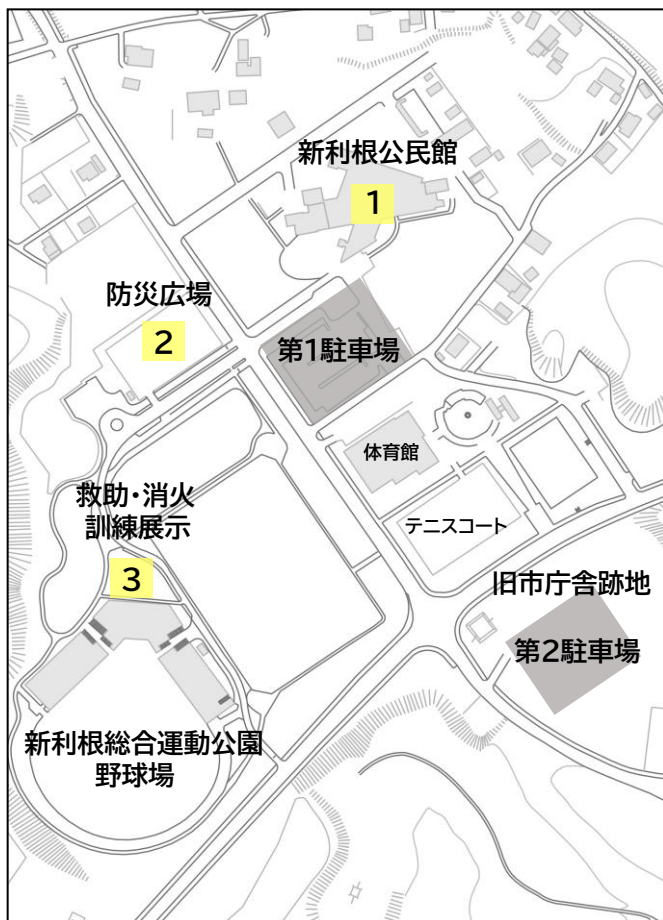 新利根公民館
1
防災広場
2
第1駐車場
体育館
救助・消火
訓練展示
3
テニスコート
旧市庁舎跡地
第2駐車場
新利根総合運動公園
野球場